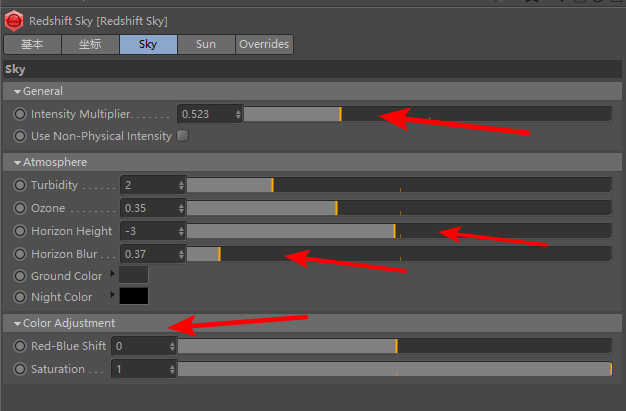 Redshift Sky [Redshift Sky]
基本 坐标 Sky Sun Overrides
Sky
General
Intensity Multiplier....... 0.523
Use Non-Physical Intensity
Atmosphere
Turbidity ...... 2
Ozone ........ 0.35
Horizon Height -3
Horizon Blur... 0.37
Ground Color
Night Color
Color Adjustment
Red-Blue Shift 0
Saturation ... 1